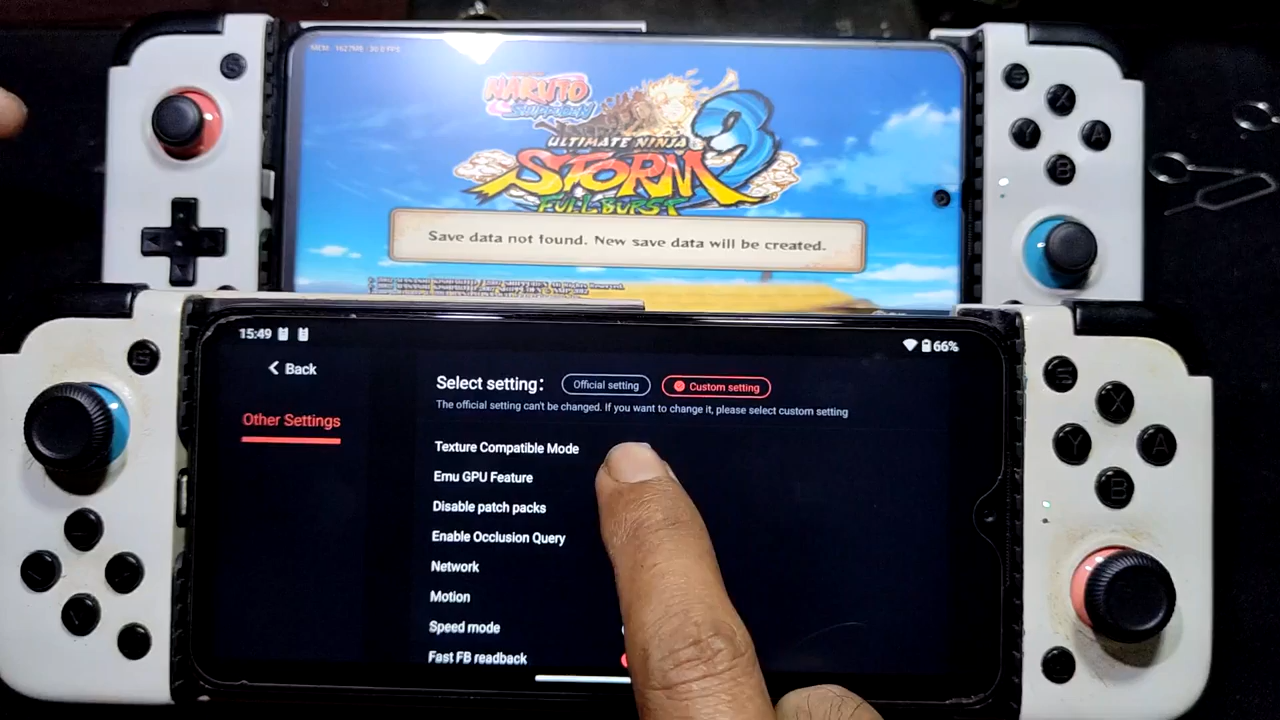 NARUTO
SHIPPUDEN
ULTIMATE NINJA
STORM 3
FULL BURST
Save data not found. New save data will be created.
X
Y A
B
15:49
66%
Back
Select setting: Official setting Custom setting
The official setting can't be changed. If you want to change it, please select custom setting
Other Settings
Texture Compatible Mode
Emu GPU Feature
Disable patch packs
Enable Occlusion Query
Network
Motion
Speed mode
Fast FB readback
X
Y A
B